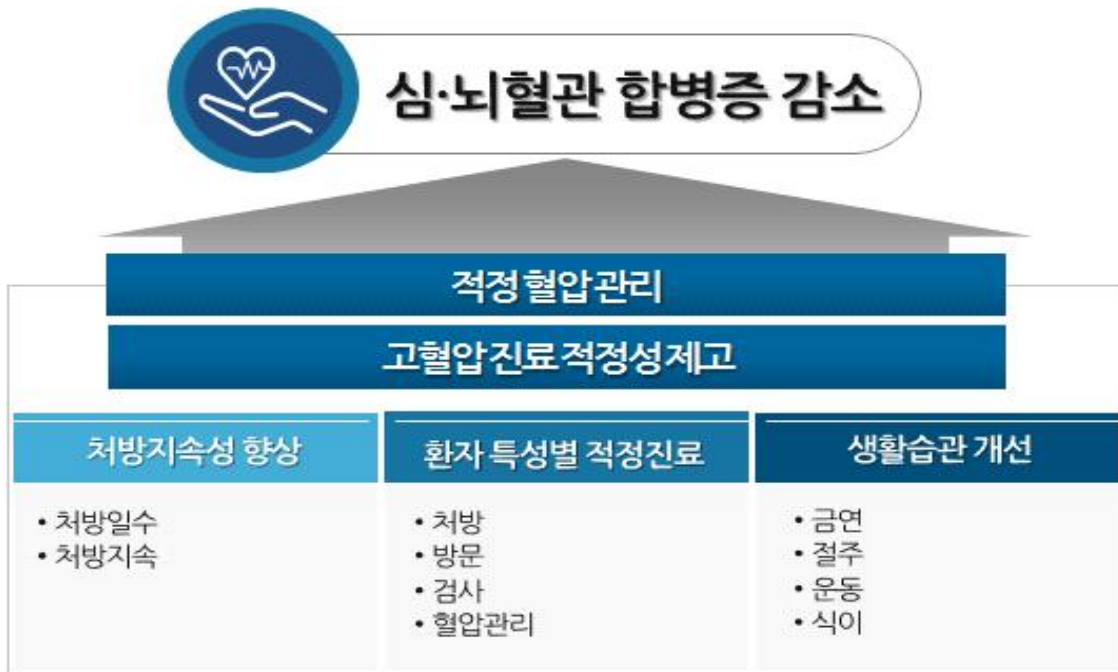 심·뇌혈관 합병증 감소
적정 혈압 관리
고혈압 진료 적정성 제고
처방지속성 향상
• 처방일수
• 처방지속
환자 특성별 적정진료
• 처방
• 방문
• 검사
• 혈압관리
생활습관 개선
• 금연
• 절주
• 운동
• 식이